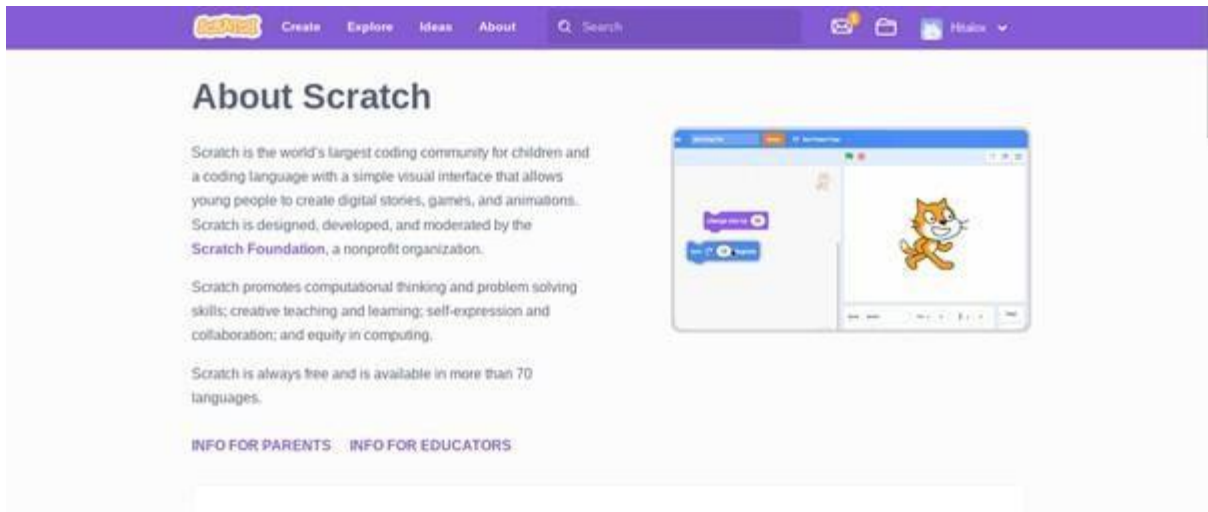 SCRATCH Create Explore Ideas About Search
About Scratch
Scratch is the world's largest coding community for children and
a coding language with a simple visual interface that allows
young people to create digital stories, games, and animations.
Scratch is designed, developed, and moderated by the
Scratch Foundation, a nonprofit organization.
Scratch promotes computational thinking and problem solving
skills; creative teaching and learning; self-expression and
collaboration; and equity in computing.
Scratch is always free and is available in more than 70
languages.
INFO FOR PARENTS INFO FOR EDUCATORS
change size by